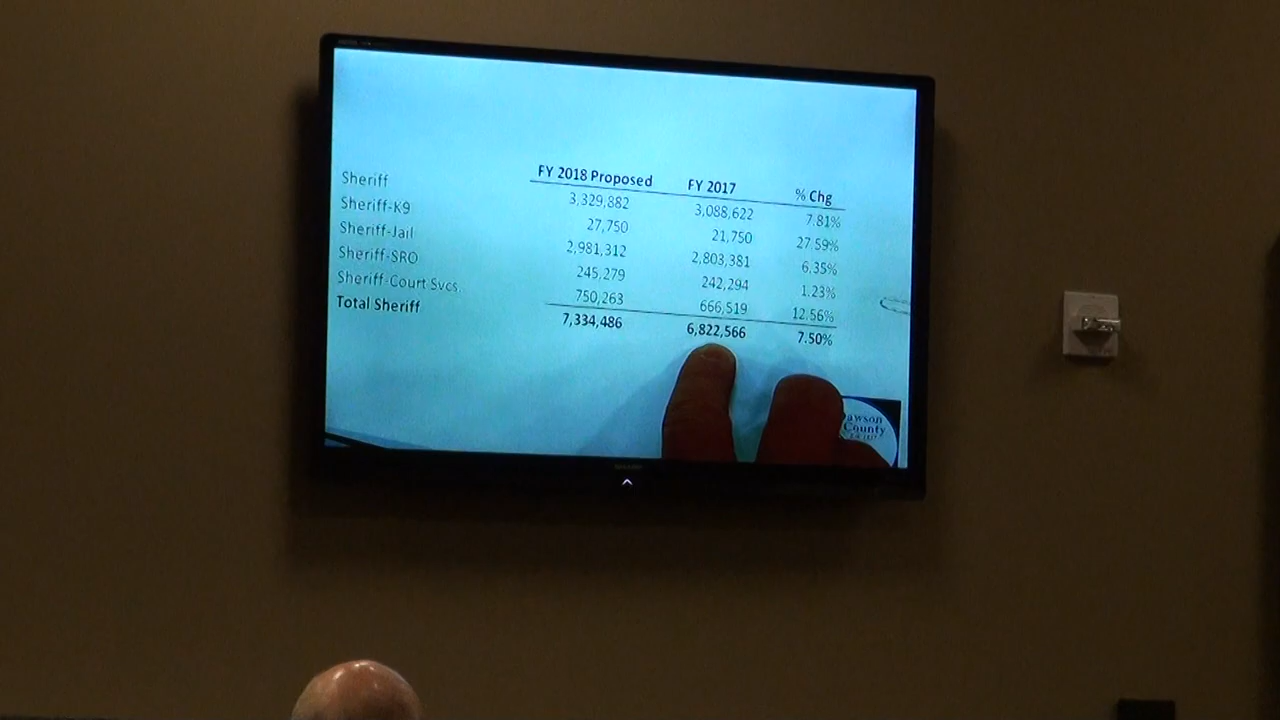 FY 2018 Proposed FY 2017 % Chg
Sheriff 3,329,882 3,088,622 7.81%
Sheriff-K9 27,750 21,750 27.59%
Sheriff-Jail 2,981,312 2,803,381 6.35%
Sheriff-SRO 245,279 242,294 1.23%
Sheriff-Court Svcs. 750,263 666,519 12.56%
Total Sheriff 7,334,486 6,822,566 7.50%
awson
County